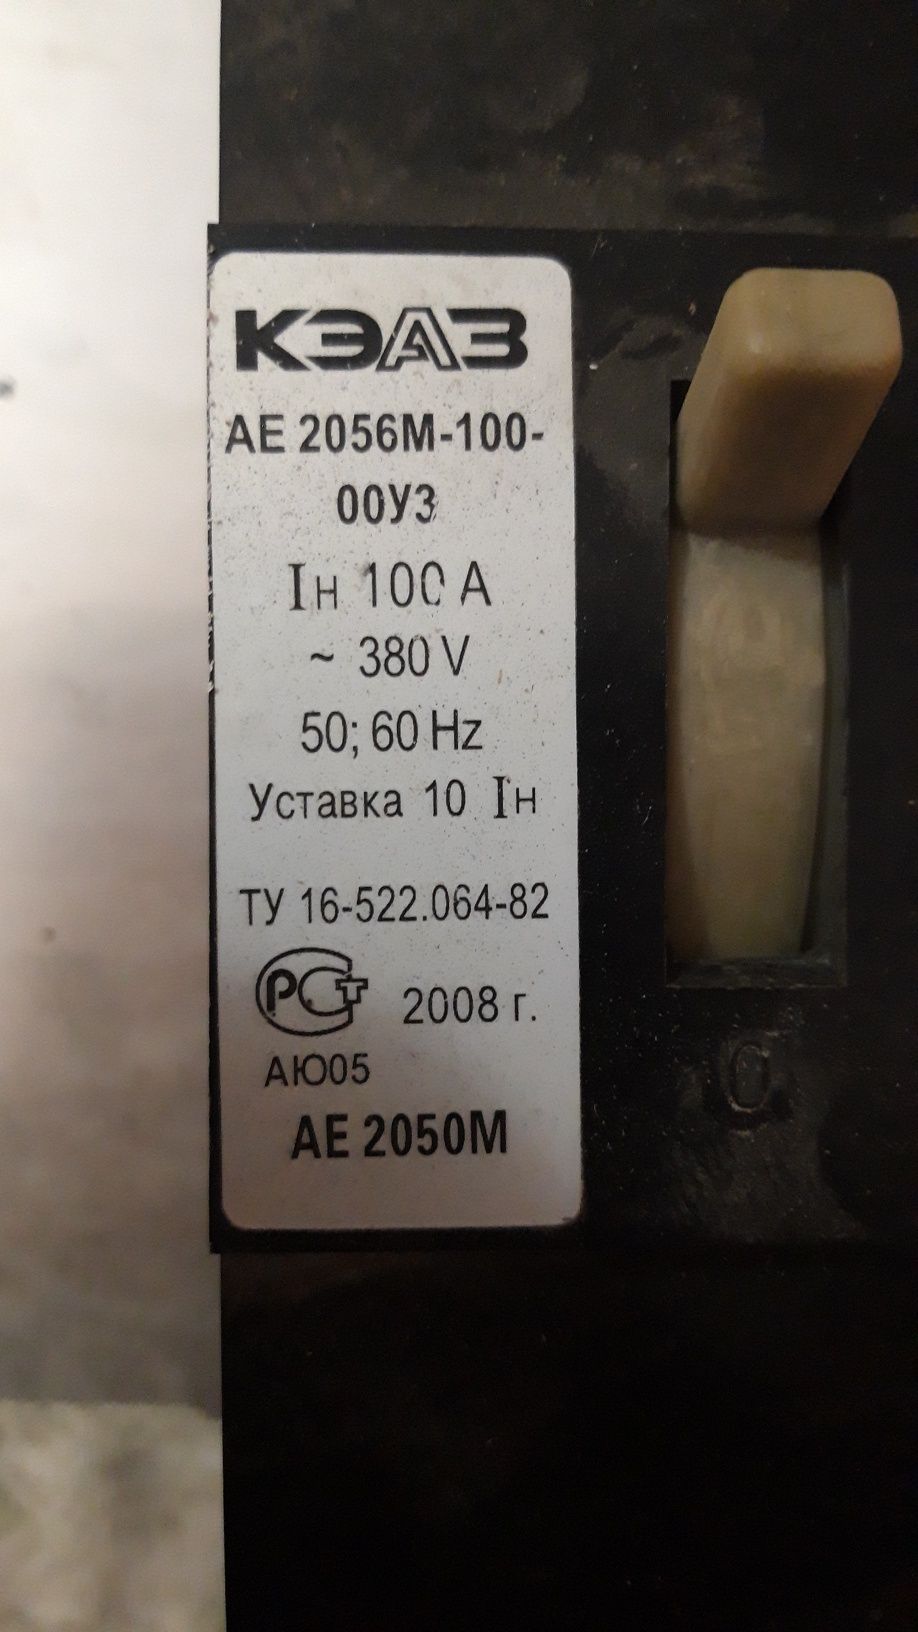 КЭАЗ
АЕ 2056М-100-
00У3
Iн 100 А
~ 380 V
50; 60 Hz
Уставка 10 Iн
ТУ 16-522.064-82
РСТ 2008 г.
АЮ05
АЕ 2050М
О